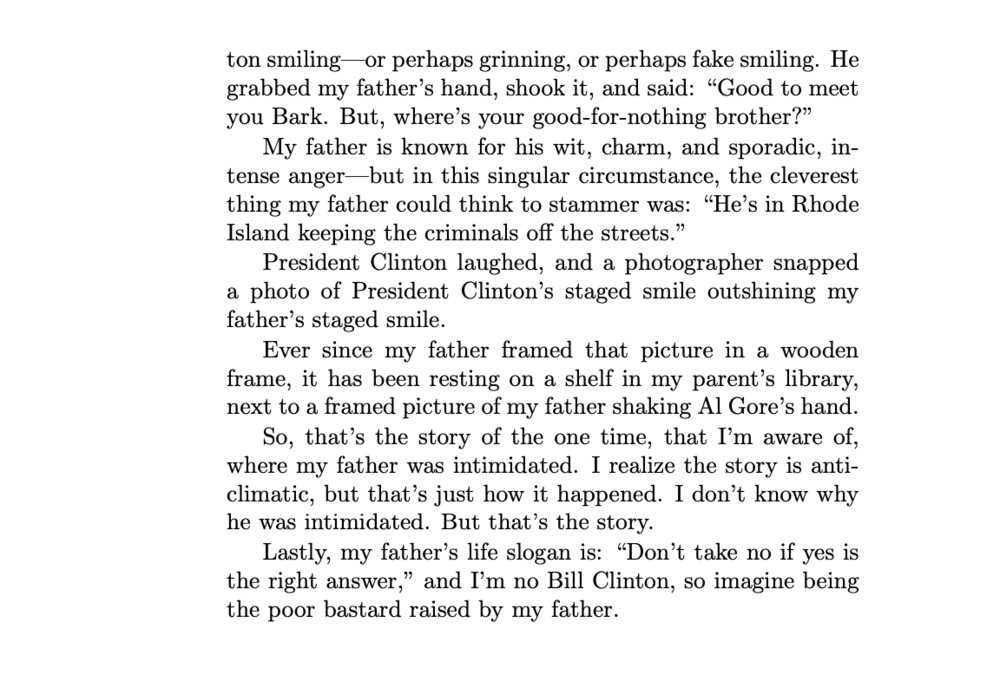 ton smiling—or perhaps grinning, or perhaps fake smiling. He
grabbed my father’s hand, shook it, and said: “Good to meet
you Bark. But, where’s your good-for-nothing brother?”
My father is known for his wit, charm, and sporadic, in-
tense anger—but in this singular circumstance, the cleverest
thing my father could think to stammer was: “He’s in Rhode
Island keeping the criminals off the streets.”
President Clinton laughed, and a photographer snapped
a photo of President Clinton’s staged smile outshining my
father’s staged smile.
Ever since my father framed that picture in a wooden
frame, it has been resting on a shelf in my parent’s library,
next to a framed picture of my father shaking Al Gore’s hand.
So, that’s the story of the one time, that I’m aware of,
where my father was intimidated. I realize the story is anti-
climatic, but that’s just how it happened. I don’t know why
he was intimidated. But that’s the story.
Lastly, my father’s life slogan is: “Don’t take no if yes is
the right answer,” and I’m no Bill Clinton, so imagine being
the poor bastard raised by my father.